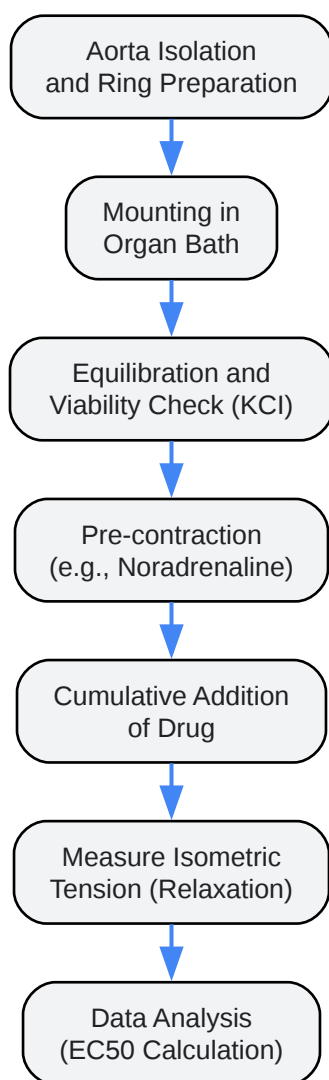 Aorta Isolation
and Ring Preparation
Mounting in
Organ Bath
Equilibration and
Viability Check (KCl)
Pre-contraction
(e.g., Noradrenaline)
Cumulative Addition
of Drug
Measure Isometric
Tension (Relaxation)
Data Analysis
(EC50 Calculation)